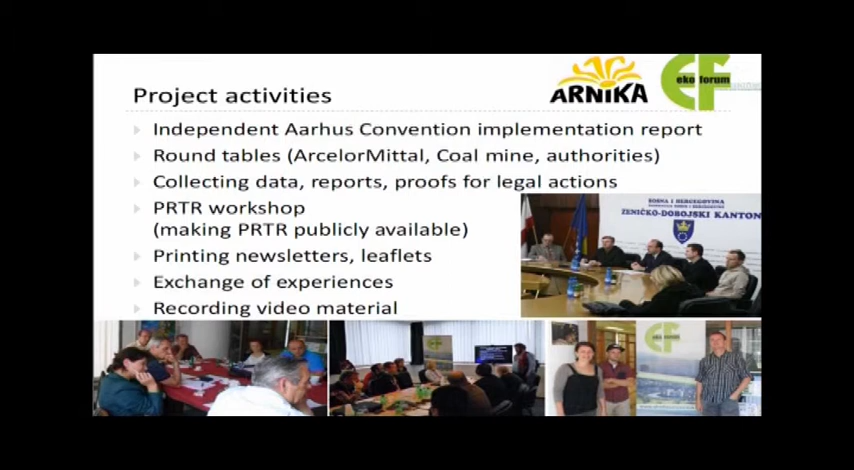 Project activities
ARNIKA
eko forum
EF
Independent Aarhus Convention implementation report
Round tables (ArcelorMittal, Coal mine, authorities)
Collecting data, reports, proofs for legal actions
PRTR workshop
(making PRTR publicly available)
Printing newsletters, leaflets
Exchange of experiences
Recording video material
BOSNA I HERCEGOVINA
ZENIČKO-DOBOJSKI KANTON
EF